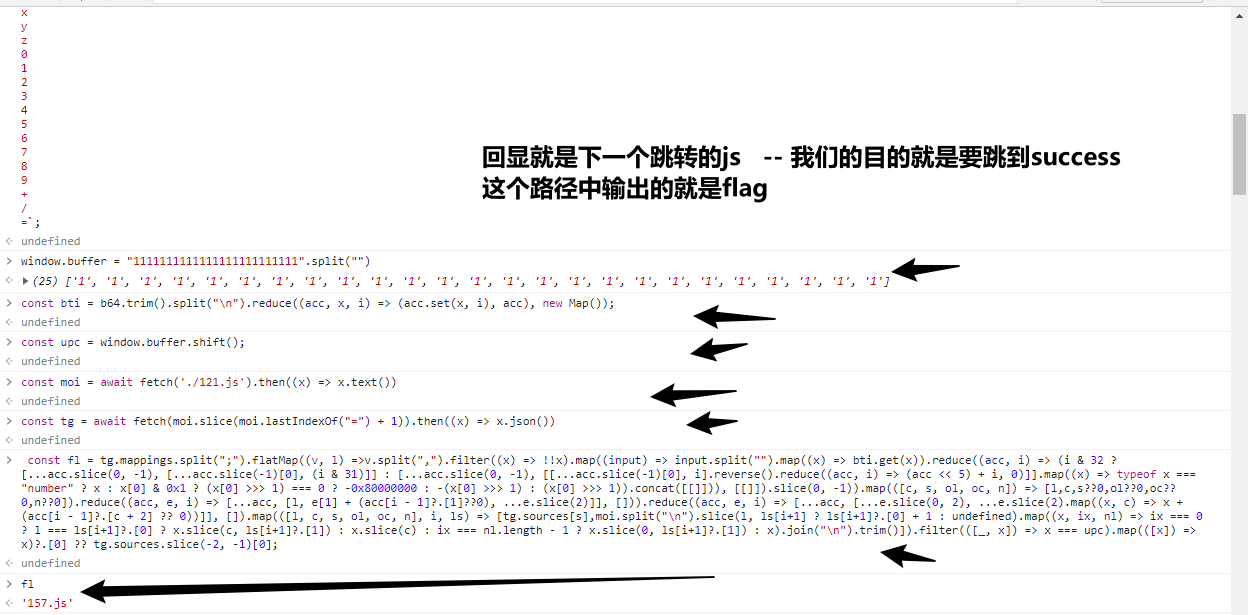 x
y
z
0
1
2
3
4
5
6
7
8
9
+
/
=`;
回显就是下一个跳转的js -- 我们的目的就是要跳到success
这个路径中输出的就是flag
undefined
window.buffer = "1111111111111111111111111".split("")
(25) ['1', '1', '1', '1', '1', '1', '1', '1', '1', '1', '1', '1', '1', '1', '1', '1', '1', '1', '1', '1', '1', '1', '1', '1', '1']
const bti = b64.trim().split("\n").reduce((acc, x, i) => (acc.set(x, i), acc), new Map());
undefined
const upc = window.buffer.shift();
undefined
const moi = await fetch('./121.js').then((x) => x.text())
undefined
const tg = await fetch(moi.slice(moi.lastIndexOf("=") + 1)).then((x) => x.json())
undefined
const fl = tg.mappings.split(";").flatMap((v, l) =>v.split(",").filter((x) => !!x).map((input) => input.split("").map((x) => bti.get(x)).reduce((acc, i) => (i & 32 ?
[...acc.slice(0, -1), [...acc.slice(-1)[0], (i & 31)]] : [...acc.slice(0, -1), [[...acc.slice(-1)[0], i].reverse().reduce((acc, i) => (acc << 5) + i, 0)]].map((x) => typeof x ===
"number" ? x : x[0] & 0x1 ? (x[0] >>> 1) === 0 ? -0x80000000 : -(x[0] >>> 1) : (x[0] >>> 1)).concat([[]])), [[]]).slice(0, -1)).map(([c, s, ol, oc, n]) => [l,c,s??0,ol??0,oc??
0,n??0]).reduce((acc, e, i) => [...acc, [l, e[1] + (acc[i - 1]?.[1]??0), ...e.slice(2)]], [])).reduce((acc, e, i) => [...acc, [...e.slice(0, 2), ...e.slice(2).map((x, c) => x +
(acc[i - 1]?.[c + 2] ?? 0))]], []).map(([l, c, s, ol, oc, n], i, ls) => [tg.sources[s],moi.split("\n").slice(l, ls[i+1] ? ls[i+1]?.[0] + 1 : undefined).map((x, ix, nl) => ix === 0
? l === ls[i+1]?.[0] ? x.slice(c, ls[i+1]?.[1]) : x.slice(c) : ix === nl.length - 1 ? x.slice(0, ls[i+1]?.[1]) : x).join("\n").trim()]).filter(([_, x]) => x === upc).map(([x]) =>
x)?.[0] ?? tg.sources.slice(-2, -1)[0];
undefined
fl
'157.js'